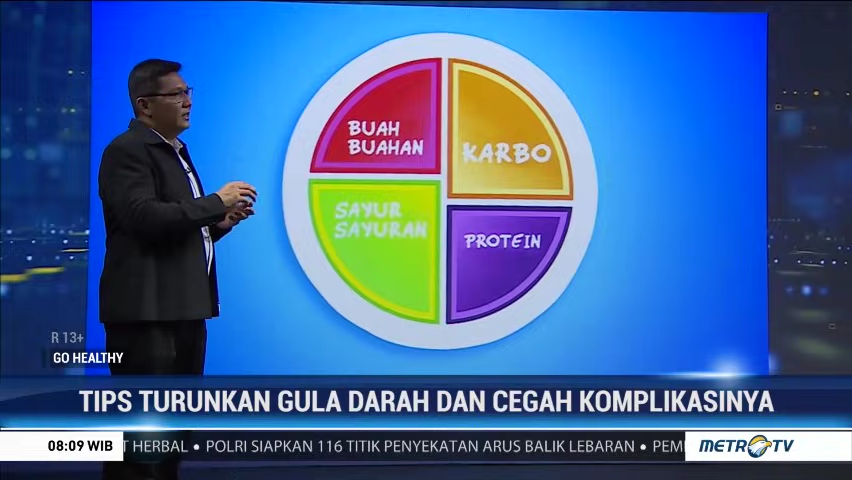 BUAH
BUAHAN
KARBO
SAYUR
SAYURAN
PROTEIN
R 13+
GO HEALTHY
TIPS TURUNKAN GULA DARAH DAN CEGAH KOMPLIKASINYA
08:09 WIB
HERBAL • POLRI SIAPKAN 116 TITIK PENYEKATAN ARUS BALIK LEBARAN •
METRO TV